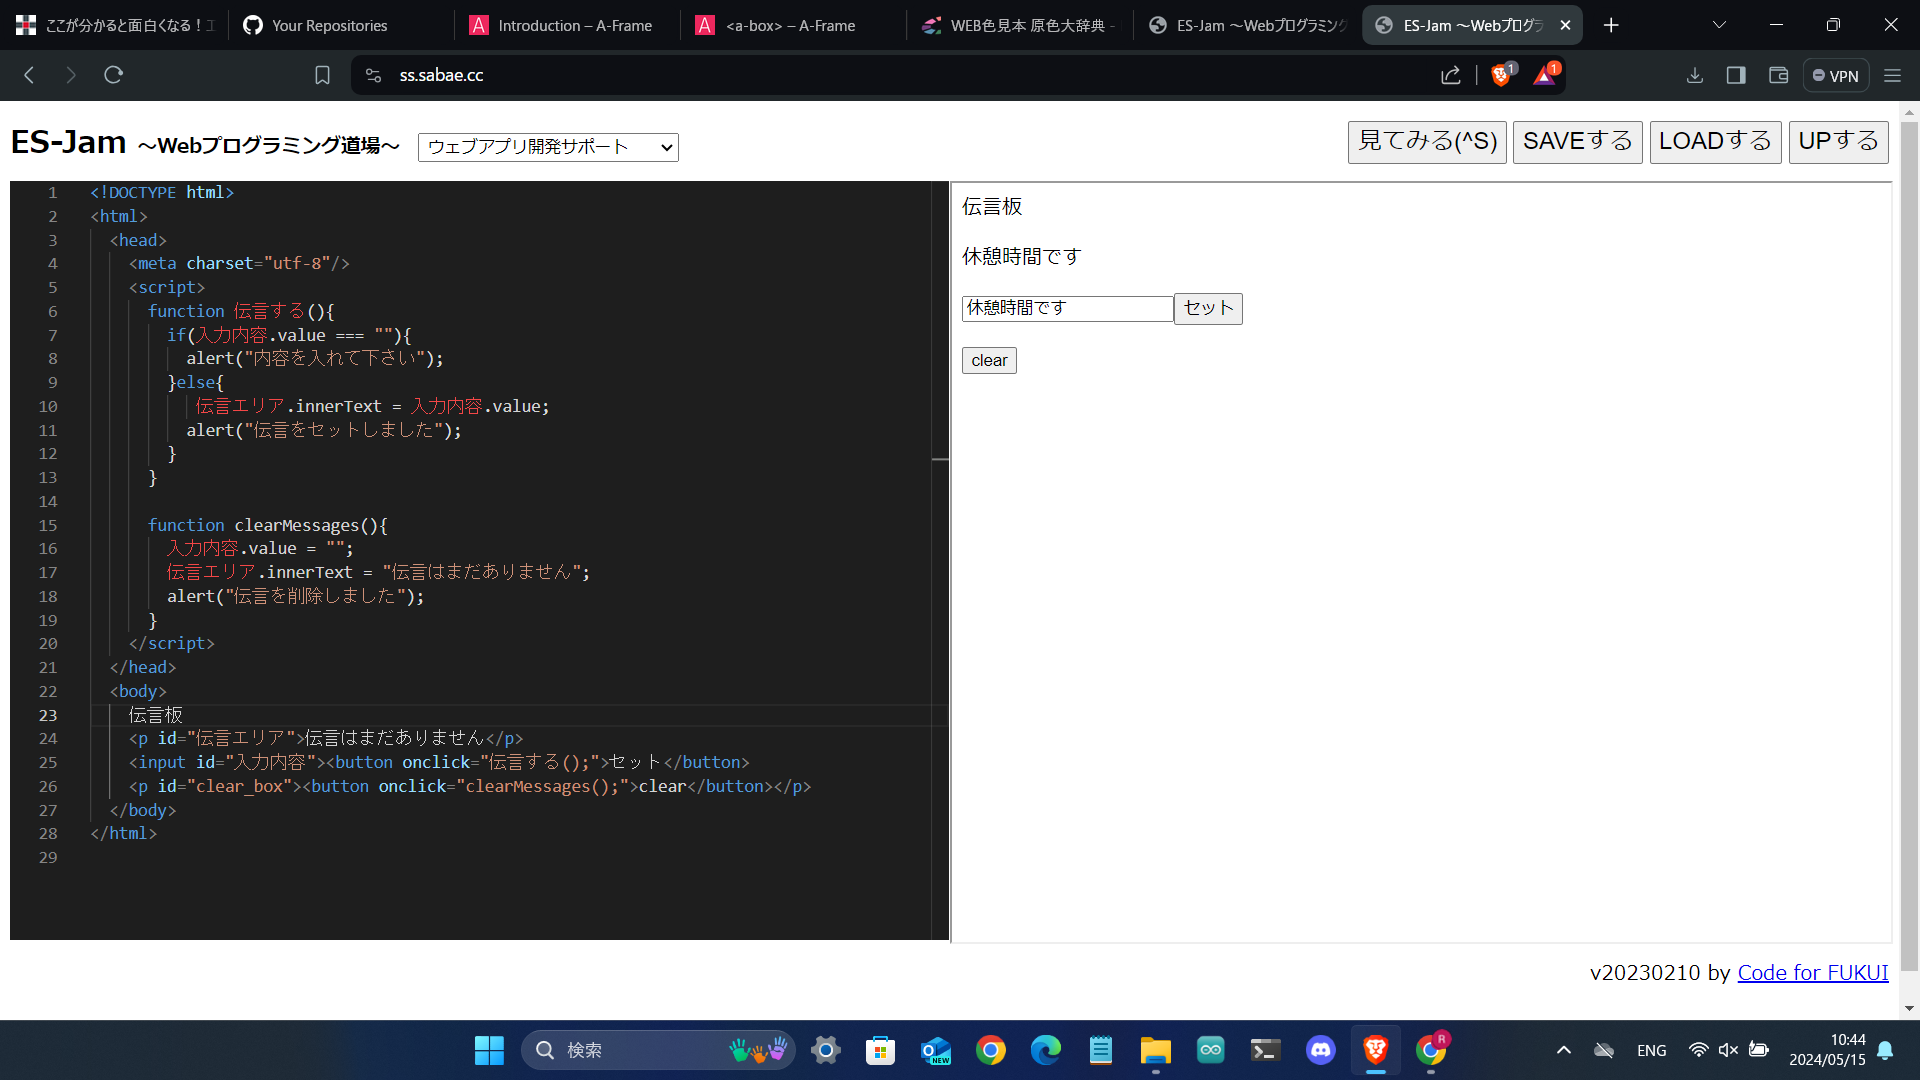 ここが分かると面白くなる！エ
Your Repositories
Introduction – A-Frame
<a-box> – A-Frame
WEB色見本 原色大辞典 -
ES-Jam ～Webプログラミング
ES-Jam ～Webプログラ
ss.sabae.cc
1
1
VPN
ES-Jam ～Webプログラミング道場～ ウェブアプリ開発サポート
見てみる(^S) SAVEする LOADする UPする
1 <!DOCTYPE html>
2 <html>
3 <head>
4 <meta charset="utf-8"/>
5 <script>
6 function 伝言する(){
7 if(入力内容.value === ""){
8 alert("内容を入れて下さい");
9 }else{
10 伝言エリア.innerText = 入力内容.value;
11 alert("伝言をセットしました");
12 }
13 }
14
15 function clearMessages(){
16 入力内容.value = "";
17 伝言エリア.innerText = "伝言はまだありません";
18 alert("伝言を削除しました");
19 }
20 </script>
21 </head>
22 <body>
23 伝言板
24 <p id="伝言エリア">伝言はまだありません</p>
25 <input id="入力内容"><button onclick="伝言する();">セット</button>
26 <p id="clear_box"><button onclick="clearMessages();">clear</button></p>
27 </body>
28 </html>
29
伝言板
休憩時間です
休憩時間です セット
clear
v20230210 by Code for FUKUI
検索
NEW
R
ENG
10:44
2024/05/15